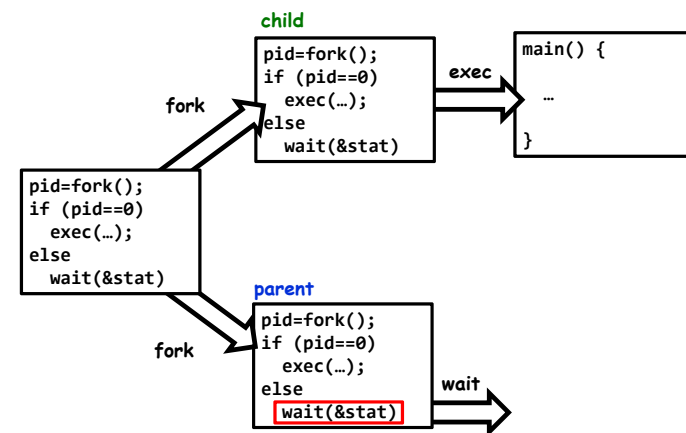 child
pid=fork();
if (pid==0)
exec(…);
else
wait(&stat)
exec
main() {
…
}
fork
pid=fork();
if (pid==0)
exec(…);
else
wait(&stat)
fork
parent
pid=fork();
if (pid==0)
exec(…);
else
wait(&stat)
wait